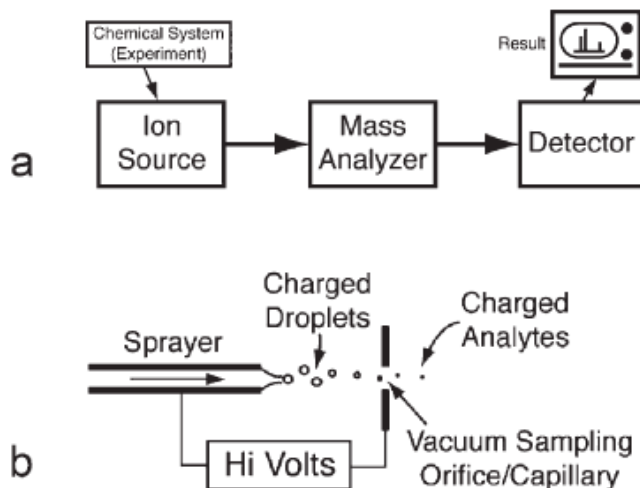 Chemical System
(Experiment)
Result
Ion
Source
Mass
Analyzer
Detector
a
Charged
Droplets
Charged
Analytes
Sprayer
Hi Volts
Vacuum Sampling
Orifice/Capillary
b